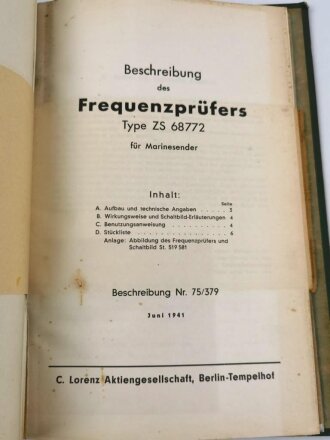 Beschreibung
des
Frequenzprüfers
Type ZS 68772
für Marinesender
Inhalt:
Seite
A. Aufbau und technische Angaben . . . . . 3
B. Wirkungsweise und Schaltbild-Erläuterungen 4
C. Benutzungsanweisung . . . . . . . . 4
D. Stückliste . . . . . . . . . . . . 6
Anlage: Abbildung des Frequenzprüfers und
Schaltbild St. 519 501
Beschreibung Nr. 75/379
Juni 1941
C. Lorenz Aktiengesellschaft, Berlin-Tempelhof